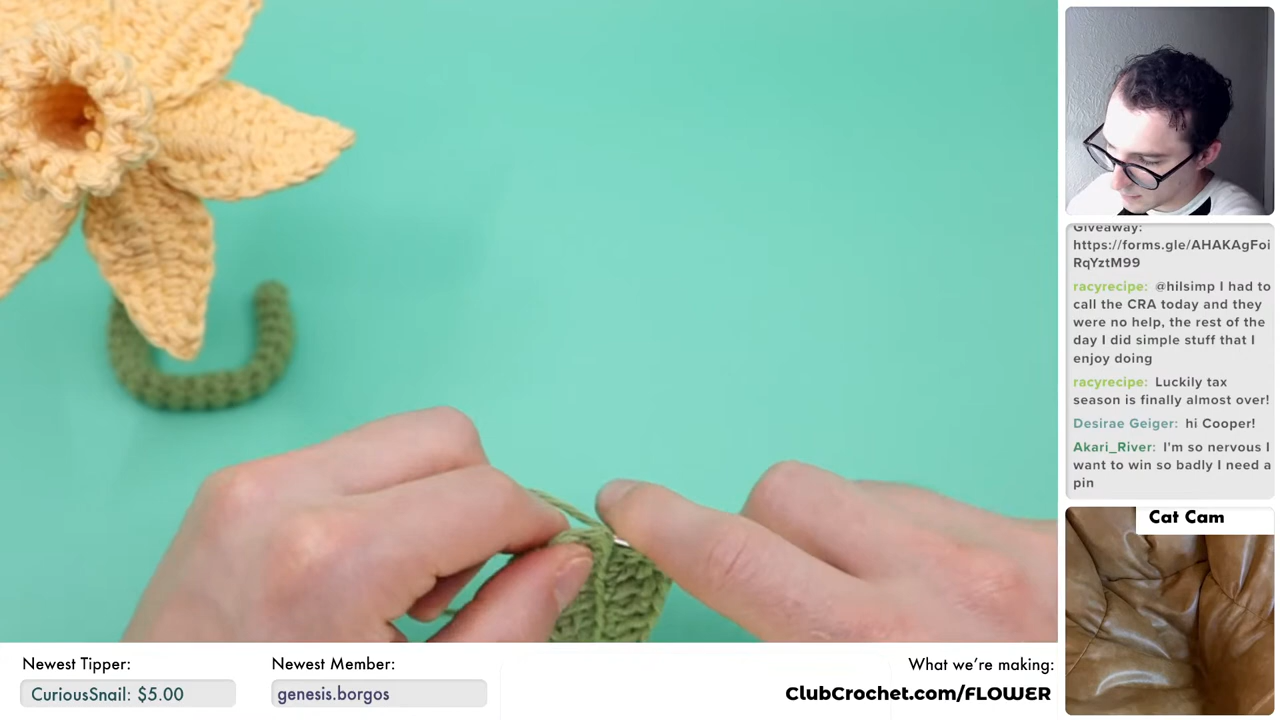 Giveaway:
https://forms.gle/AHAKAgFoi
RqYztM99
racyrecipe: @hilsimp I had to
call the CRA today and they
were no help, the rest of the
day I did simple stuff that I
enjoy doing
racyrecipe: Luckily tax
season is finally almost over!
Desirae Geiger: hi Cooper!
Akari_River: I'm so nervous I
want to win so badly I need a
pin
Cat Cam
Newest Tipper:
CuriousSnail: $5.00
Newest Member:
genesis.borgos
What we're making:
ClubCrochet.com/FLOWER